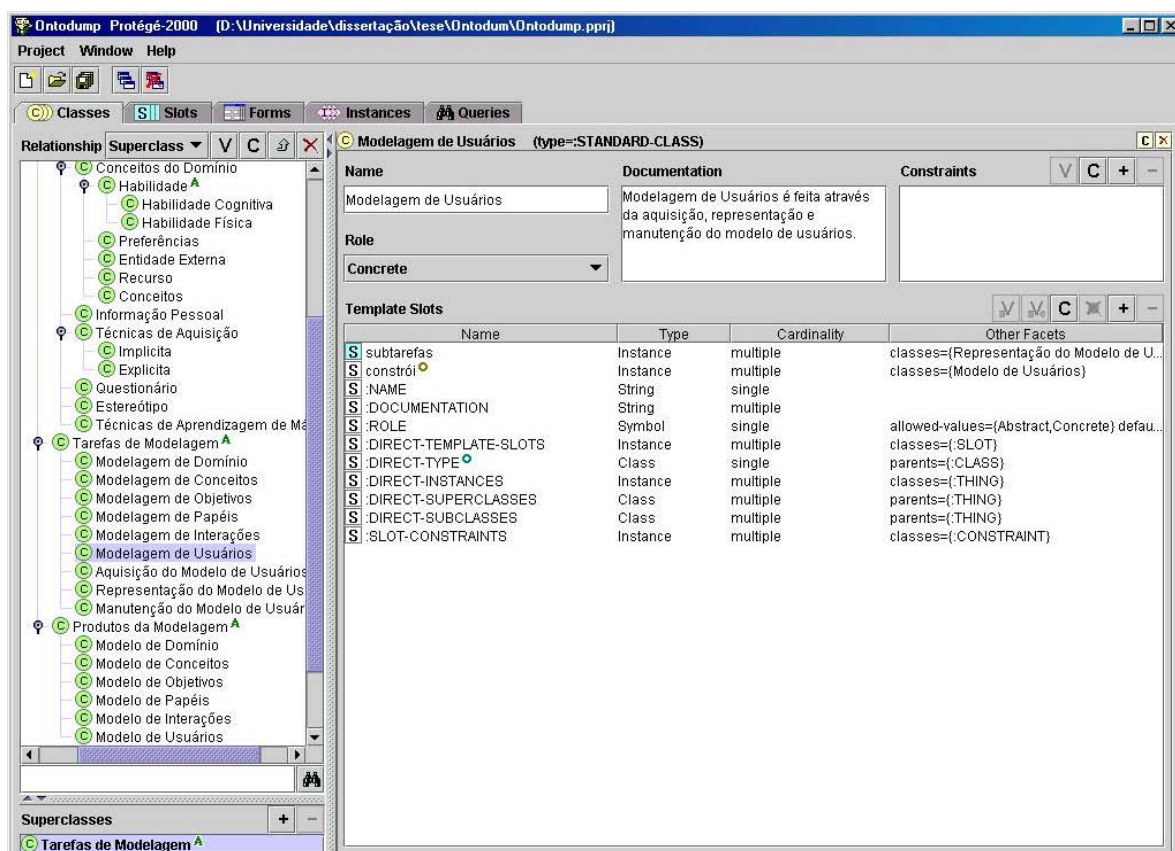 Ontodump Protégé-2000 (D:\Universidade\dissertação\tese\Ontodum\Ontodump.pprj)
Project Window Help
Classes Slots Forms Instances Queries
Relationship Superclass V C
Conceitos do Domínio
Habilidade A
Habilidade Cognitiva
Habilidade Física
Preferências
Entidade Externa
Recurso
Conceitos
Informação Pessoal
Técnicas de Aquisição
Implicita
Explicita
Questionário
Estereótipo
Técnicas de Aprendizagem de Má
Tarefas de Modelagem A
Modelagem de Domínio
Modelagem de Conceitos
Modelagem de Objetivos
Modelagem de Papéis
Modelagem de Interações
Modelagem de Usuários
Aquisição do Modelo de Usuários
Representação do Modelo de Us
Manutenção do Modelo de Usuár
Produtos da Modelagem A
Modelo de Domínio
Modelo de Conceitos
Modelo de Objetivos
Modelo de Papéis
Modelo de Interações
Modelo de Usuários
Superclasses + -
Tarefas de Modelagem A
C Modelagem de Usuários (type=:STANDARD-CLASS) C x
Name
Modelagem de Usuários
Role
Concrete
Documentation
Modelagem de Usuários é feita através
da aquisição, representação e
manutenção do modelo de usuários.
Constraints V C + -
Template Slots V V C + -
Name Type Cardinality Other Facets
S subtarefas Instance multiple classes={Representação do Modelo de U...
S constrói Instance multiple classes={Modelo de Usuários}
S :NAME String single
S :DOCUMENTATION String multiple
S :ROLE Symbol single allowed-values={Abstract,Concrete} defau...
S :DIRECT-TEMPLATE-SLOTS Instance multiple classes={:SLOT}
S :DIRECT-TYPE Class single parents={:CLASS}
S :DIRECT-INSTANCES Instance multiple classes={:THING}
S :DIRECT-SUPERCLASSES Class multiple parents={:THING}
S :DIRECT-SUBCLASSES Class multiple parents={:THING}
S :SLOT-CONSTRAINTS Instance multiple classes={:CONSTRAINT}